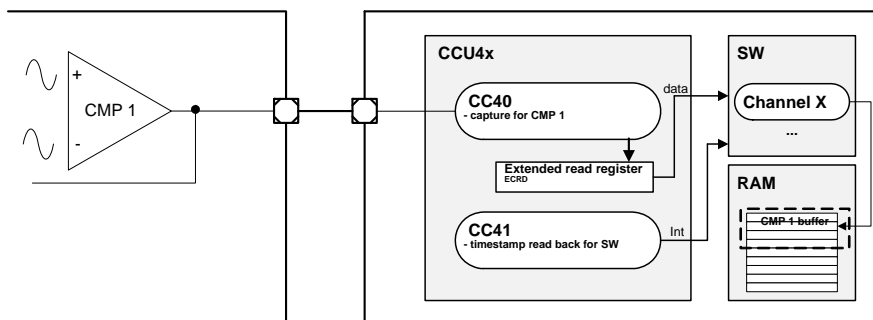 CCU4x
SW
+
CMP 1
-
CC40
- capture for CMP 1
data
Channel X
...
Extended read register
ECRD
RAM
CMP 1 buffer
CC41
- timestamp read back for SW
Int